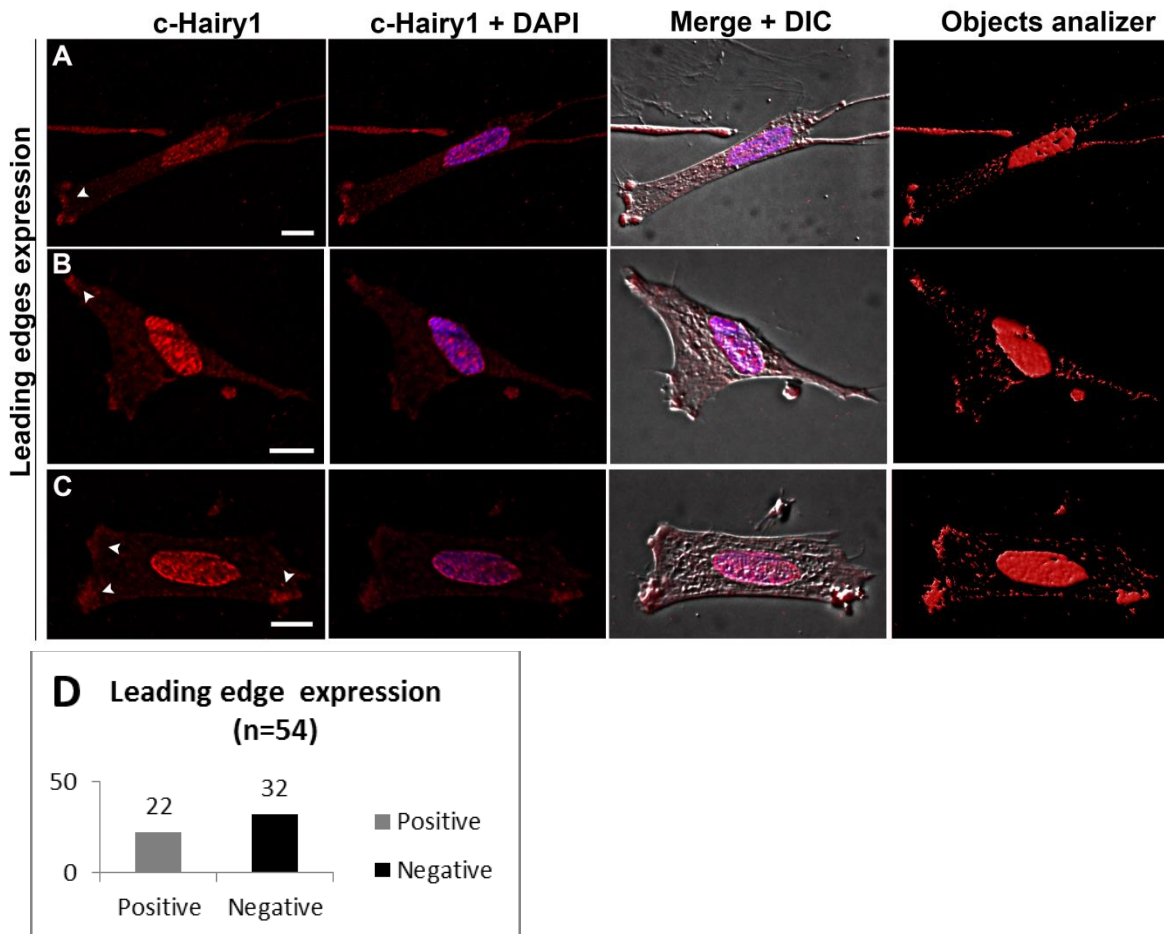 c-Hairy1
c-Hairy1 + DAPI
Merge + DIC
Objects analizer
Leading edges expression
A
B
C
D
Leading edge expression
(n=54)
50
0
22
32
Positive
Negative
Positive
Negative